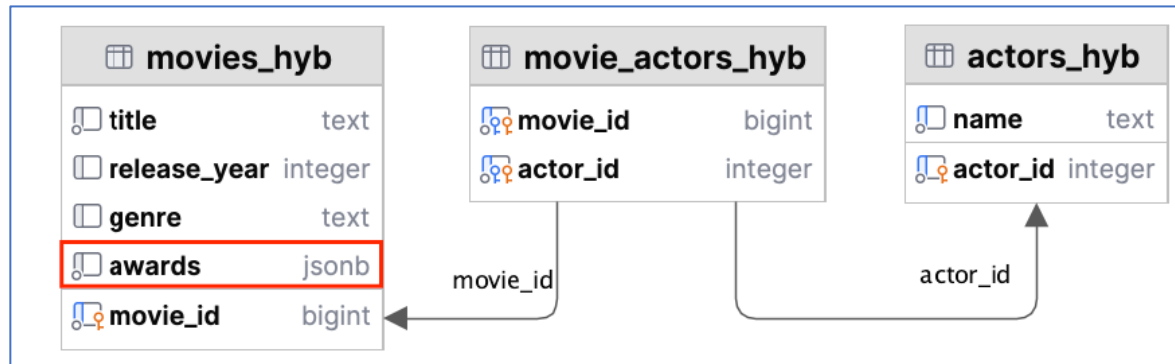 movies_hyb
title text
release_year integer
genre text
awards jsonb
movie_id bigint
movie_actors_hyb
movie_id bigint
actor_id integer
actors_hyb
name text
actor_id integer
movie_id
actor_id